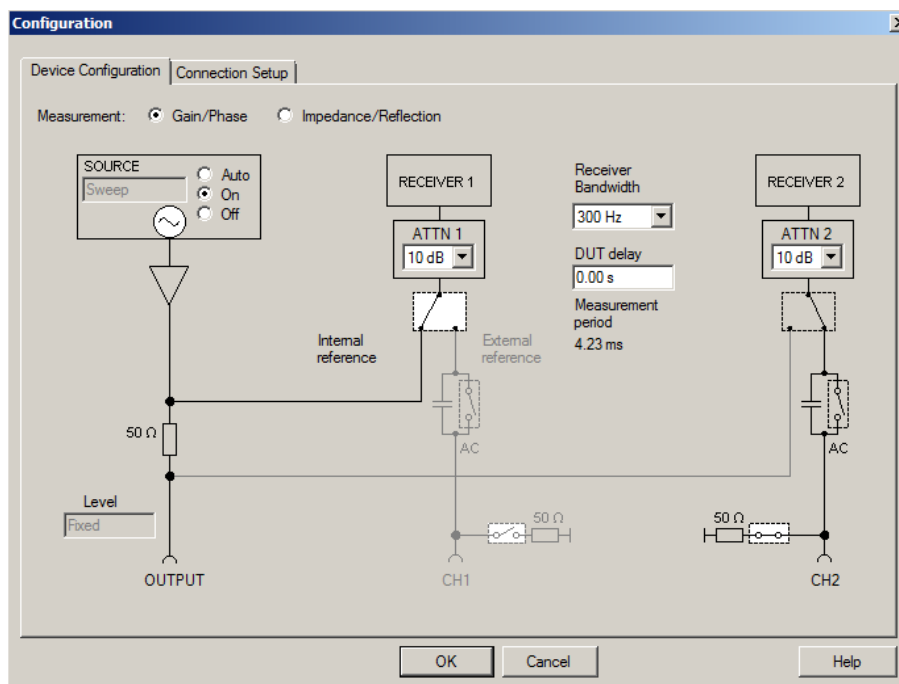 Configuration
Device Configuration
Connection Setup
Measurement:
Gain/Phase
Impedance/Reflection
SOURCE
Sweep
Auto
On
Off
RECEIVER 1
ATTN 1
10 dB
Receiver
Bandwidth
300 Hz
DUT delay
0.00 s
Measurement
period
4.23 ms
RECEIVER 2
ATTN 2
10 dB
Internal
reference
External
reference
50 Ω
AC
AC
Level
Fixed
50 Ω
50 Ω
OUTPUT
CH1
CH2
OK
Cancel
Help